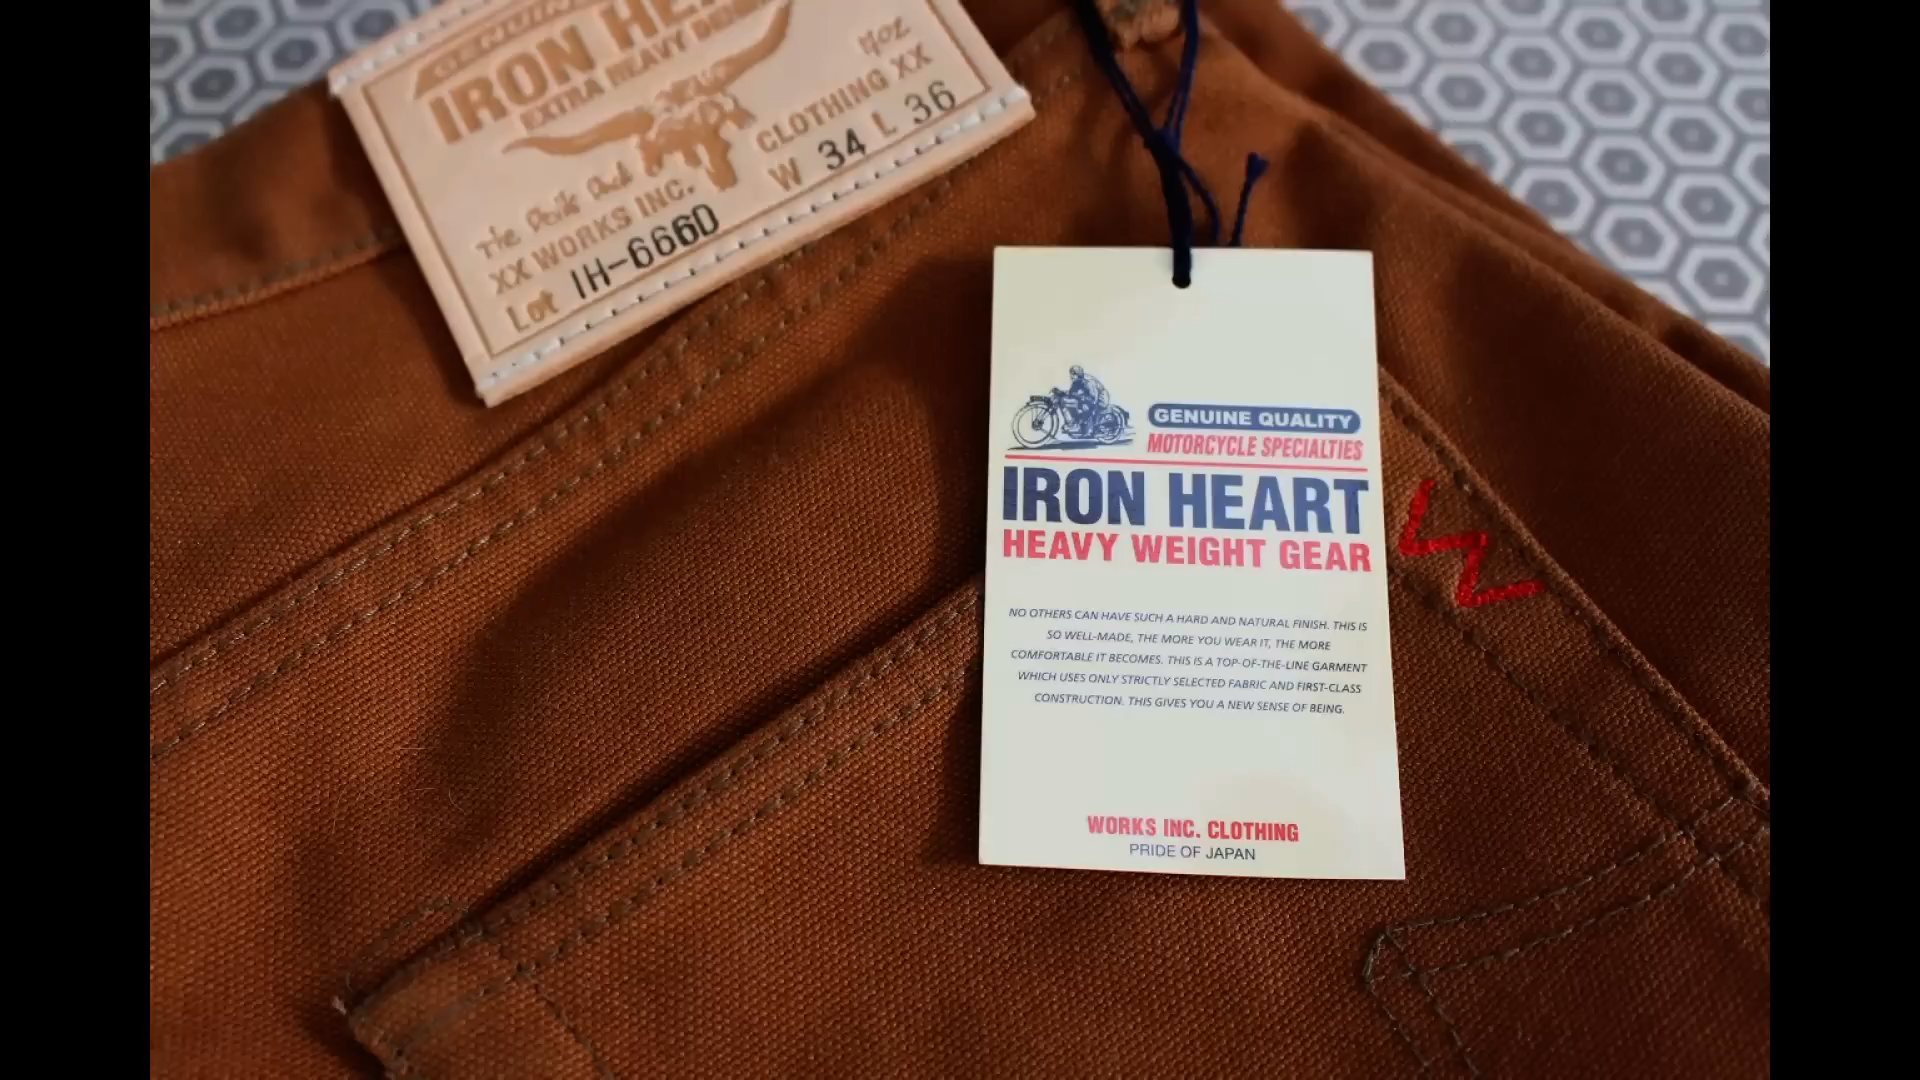 GENUINE
IRON HEA
EXTRA HEAVY DENIM
The Devils Own
17oz
XX WORKS INC.
CLOTHING XX
Lot IH-666D
W 34 L 36
GENUINE QUALITY
MOTORCYCLE SPECIALTIES
IRON HEART
HEAVY WEIGHT GEAR
NO OTHERS CAN HAVE SUCH A HARD AND NATURAL FINISH. THIS IS
SO WELL-MADE, THE MORE YOU WEAR IT, THE MORE
COMFORTABLE IT BECOMES. THIS IS A TOP-OF-THE-LINE GARMENT
WHICH USES ONLY STRICTLY SELECTED FABRIC AND FIRST-CLASS
CONSTRUCTION. THIS GIVES YOU A NEW SENSE OF BEING.
WORKS INC. CLOTHING
PRIDE OF JAPAN